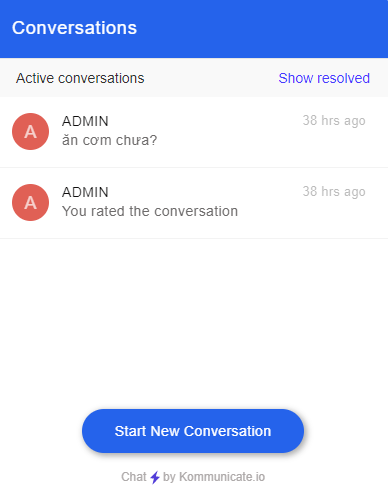 Conversations
Active conversations Show resolved
A ADMIN 38 hrs ago
ăn cơm chưa?
A ADMIN 38 hrs ago
You rated the conversation
Start New Conversation
Chat by Kommunicate.io